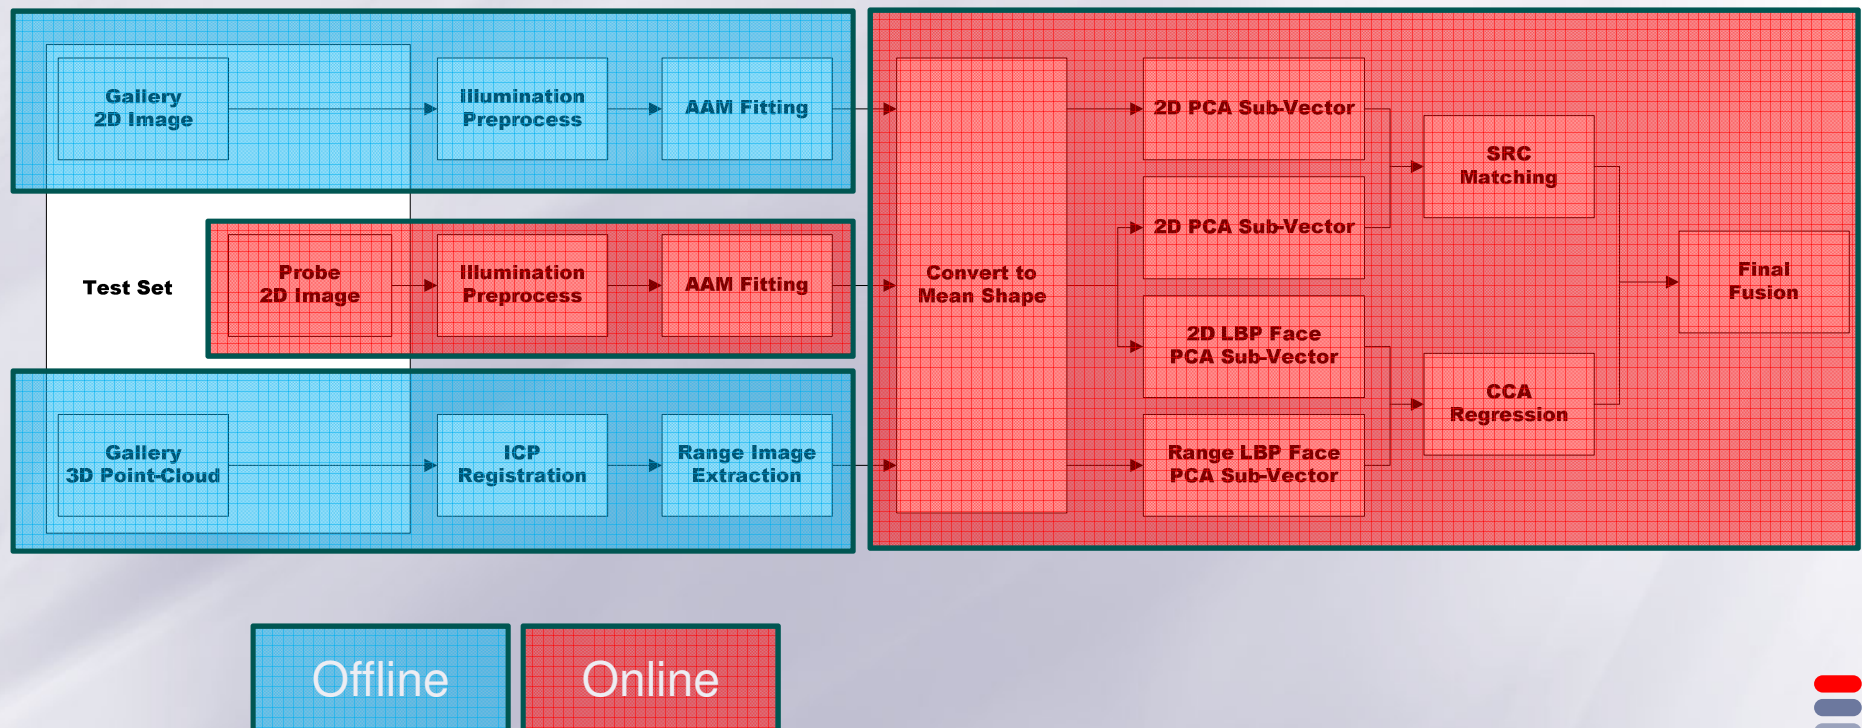 Gallery
2D Image
Illumination
Preprocess
AAM Fitting
Test Set
Probe
2D Image
Illumination
Preprocess
AAM Fitting
Gallery
3D Point-Cloud
ICP
Registration
Range Image
Extraction
Convert to
Mean Shape
2D PCA Sub-Vector
2D PCA Sub-Vector
2D LBP Face
PCA Sub-Vector
Range LBP Face
PCA Sub-Vector
SRC
Matching
CCA
Regression
Final
Fusion
Offline
Online